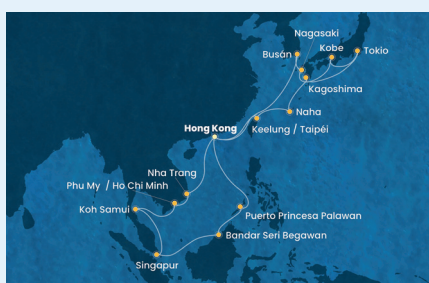 Nagasaki
Busán
Kobe
Tokio
Kagoshima
Naha
Hong Kong
Keelung / Taipéi
Nha Trang
Phu My / Ho Chi Minh
Koh Samui
Puerto Princesa Palawan
Bandar Seri Begawan
Singapur